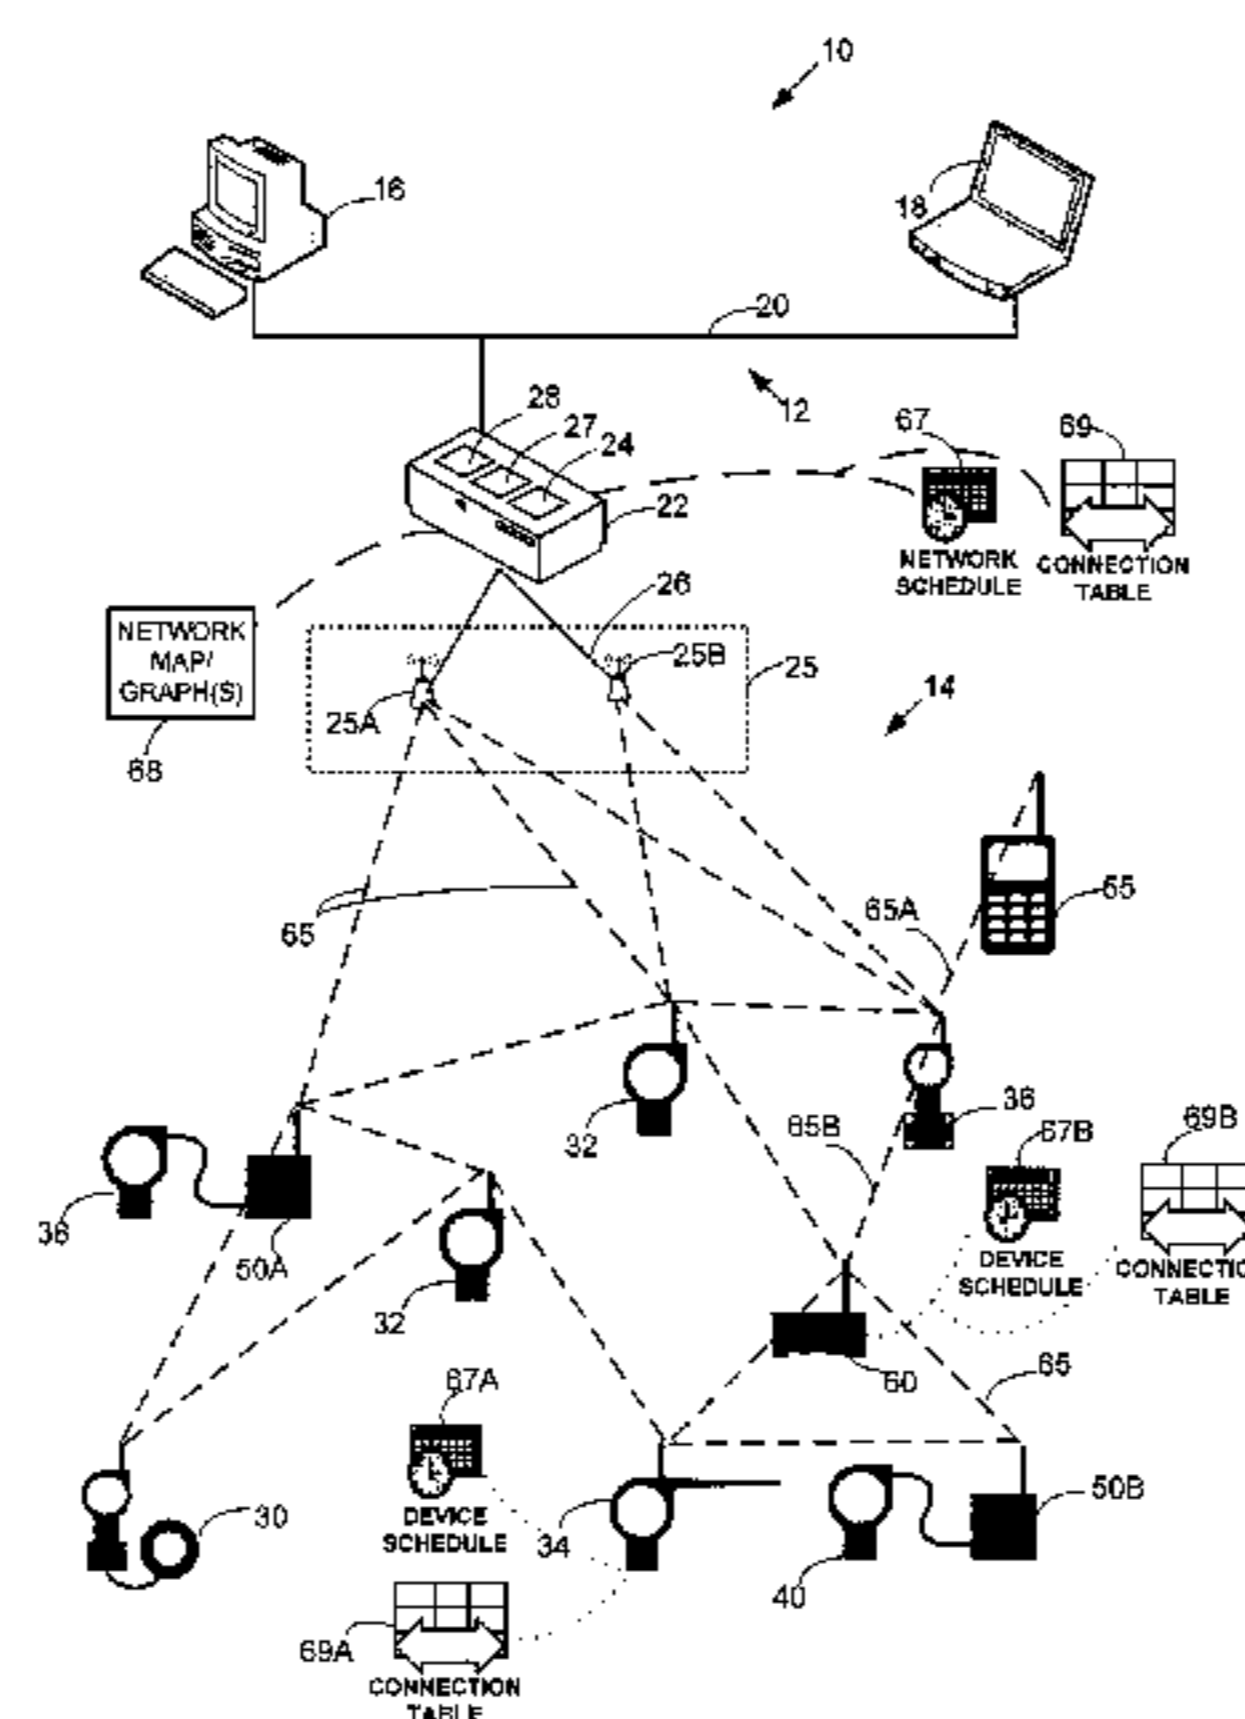 10
16
18
20
12
28
27
24
22
67
69
NETWORK
SCHEDULE
CONNECTION
TABLE
26
NETWORK
MAP/
GRAPH(S)
25B
25
25A
68
14
65
65A
55
32
36
65B
67B
69B
DEVICE
SCHEDULE
CONNECTIO
TABLE
36
50A
32
60
65
67A
DEVICE
SCHEDULE
30
34
40
50B
69A
CONNECTION
TABLE